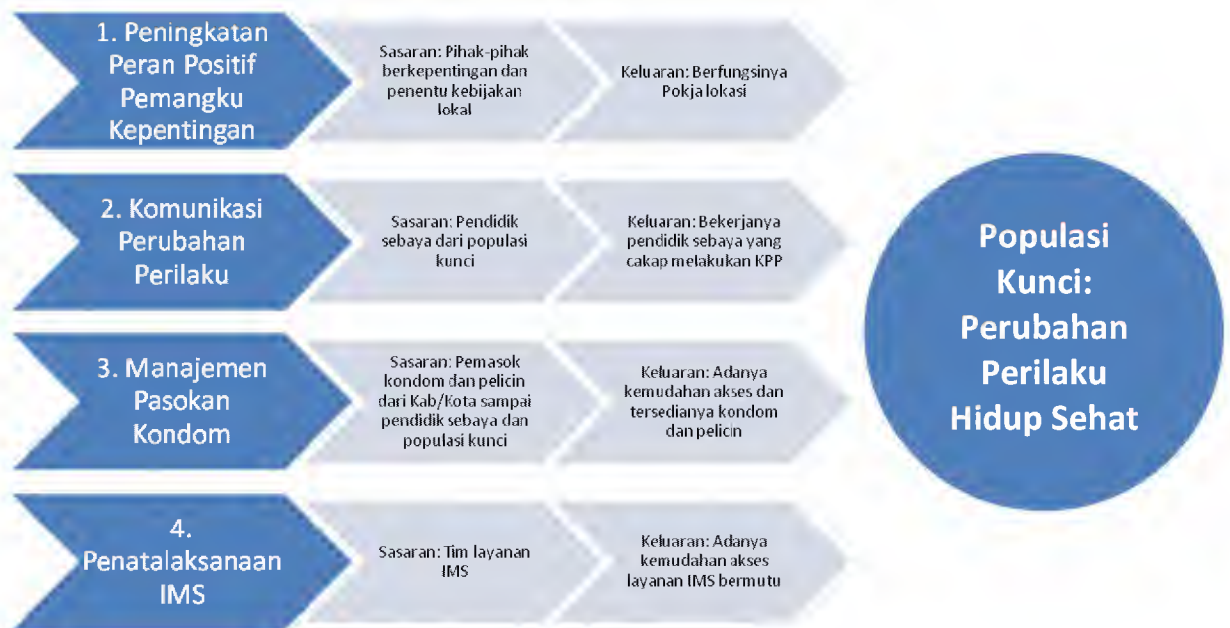 1. Peningkatan
Peran Positif
Pemangku
Kepentingan
Sasaran: Pihak-pihak
berkepentingan dan
penentu kebijakan
lokal
Keluaran: Berfungsinya
Pokja lokasi
2. Komunikasi
Perubahan
Perilaku
Sasaran: Pendidik
sebaya dari populasi
kunci
Keluaran: Bekerjanya
pendidik sebaya yang
cakap melakukan KPP
3. Manajemen
Pasokan
Kondom
Sasaran: Pemasok
kondom dan pelicin
dari Kab/Kota sampai
pendidik sebaya dan
populasi kunci
Keluaran: Adanya
kemudahan akses dan
tersedianya kondom
dan pelicin
4.
Penatalaksanaan
IMS
Sasaran: Tim layanan
IMS
Keluaran: Adanya
kemudahan akses
layanan IMS bermutu
Populasi
Kunci:
Perubahan
Perilaku
Hidup Sehat